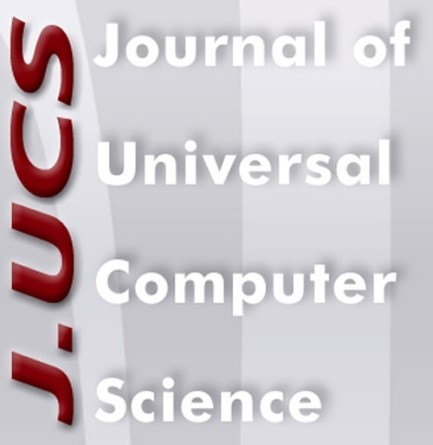 J.UCS
Journal of
Universal
Computer
Science